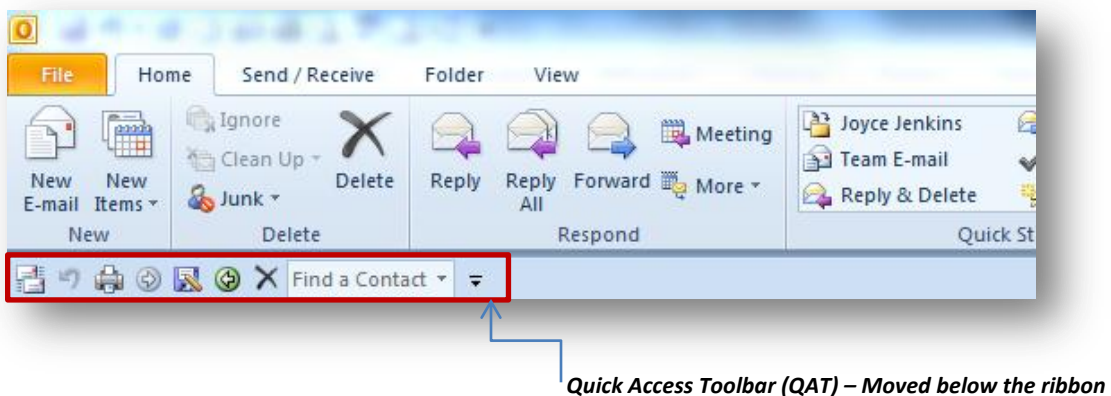 File Home Send / Receive Folder View
Ignore
Clean Up
Junk
New
E-mail
New
Items
Delete
Reply
Reply
All
Forward
Meeting
More
Joyce Jenkins
Team E-mail
Reply & Delete
New Delete Respond Quick St
Find a Contact
Quick Access Toolbar (QAT) – Moved below the ribbon